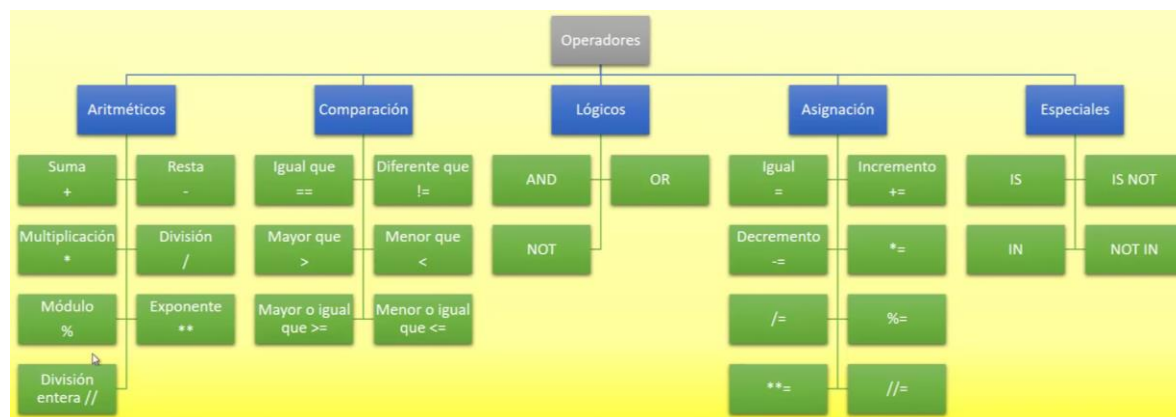 Operadores
Aritméticos
Suma
+
Resta
-
Multiplicación
*
División
/
Módulo
%
Exponente
**
División
entera //
Comparación
Igual que
==
Diferente que
!=
Mayor que
>
Menor que
<
Mayor o igual
que >=
Menor o igual
que <=
Lógicos
AND
OR
NOT
Asignación
Igual
=
Incremento
+=
Decremento
-=
*=
/=
%=
**=
//=
Especiales
IS
IS NOT
IN
NOT IN